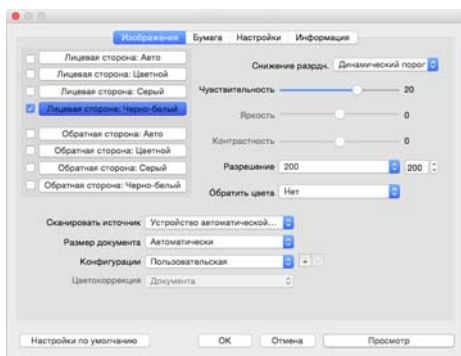 Изображение Бумага Настройки Информация
Лицевая сторона: Авто
Лицевая сторона: Цветной
Лицевая сторона: Серый
Лицевая сторона: Черно-белый
Обратная сторона: Авто
Обратная сторона: Цветной
Обратная сторона: Серый
Обратная сторона: Черно-белый
Снижение разрдн. Динамический порог
Чувствительность 20
Яркость 0
Контрастность 0
Разрешение 200 200
Обратить цвета Нет
Сканировать источник Устройство автоматической...
Размер документа Автоматически
Конфигурации Пользовательская + -
Цветокоррекция Документа
Настройки по умолчанию OK Отмена Просмотр